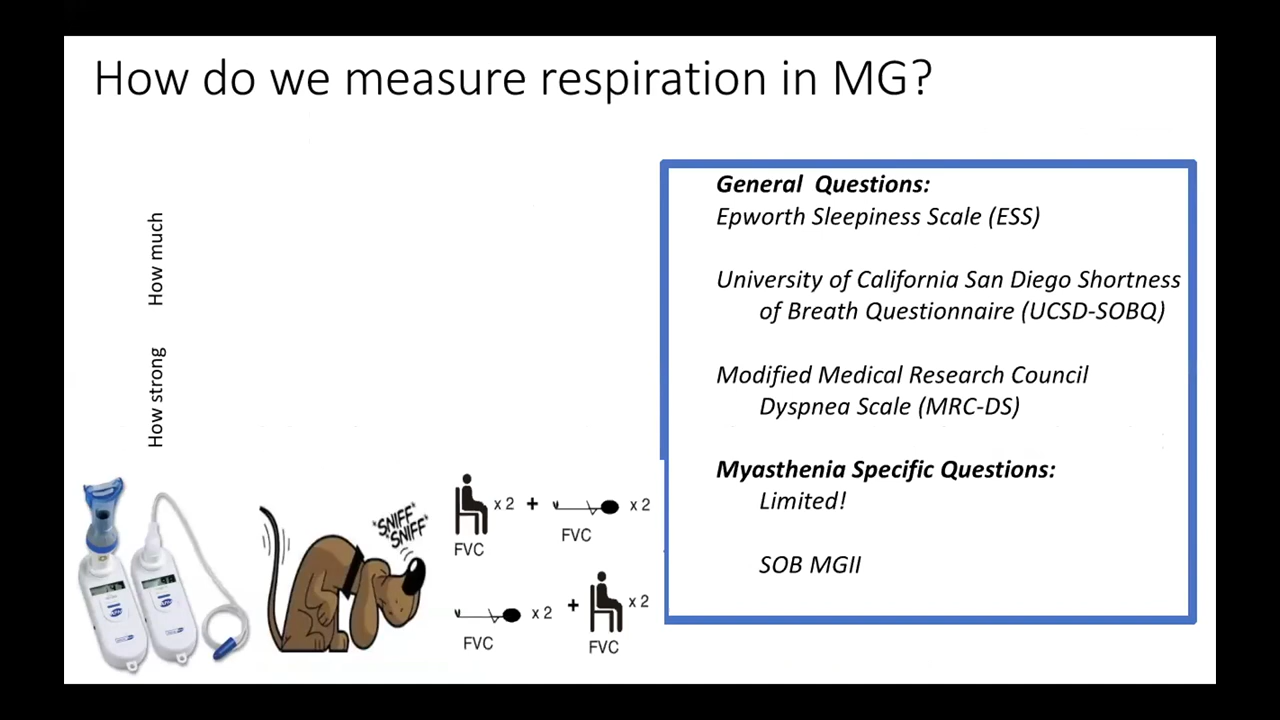 How do we measure respiration in MG?
How much
How strong
General Questions:
Epworth Sleepiness Scale (ESS)
University of California San Diego Shortness
of Breath Questionnaire (UCSD-SOBQ)
Modified Medical Research Council
Dyspnea Scale (MRC-DS)
Myasthenia Specific Questions:
Limited!
SOB MGII
"SNIFF"
"SNIFF"
x 2 + x 2
FVC FVC
x 2 + x 2
FVC FVC